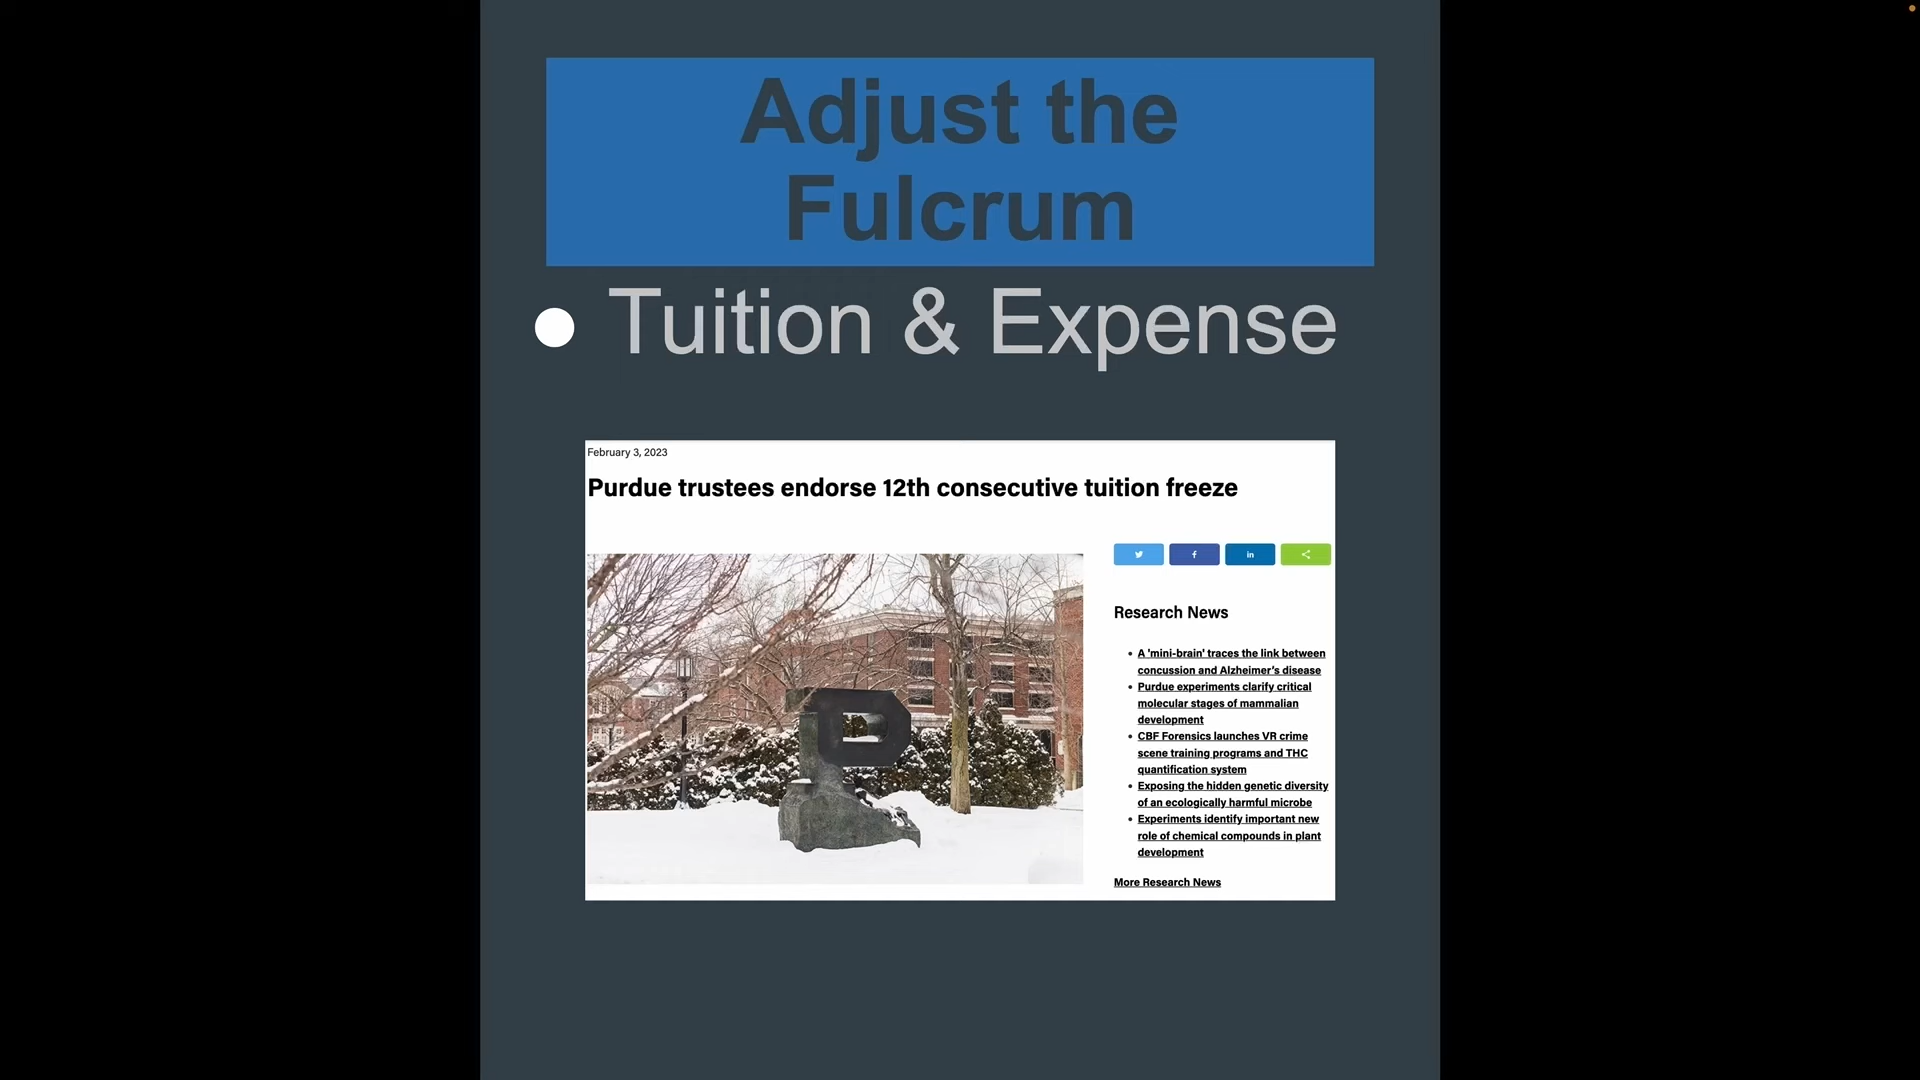 Adjust the
Fulcrum
• Tuition & Expense
February 3, 2023
Purdue trustees endorse 12th consecutive tuition freeze
Research News
• A 'mini-brain' traces the link between
concussion and Alzheimer's disease
• Purdue experiments clarify critical
molecular stages of mammalian
development
• CBF Forensics launches VR crime
scene training programs and THC
quantification system
• Exposing the hidden genetic diversity
of an ecologically harmful microbe
• Experiments identify important new
role of chemical compounds in plant
development
More Research News